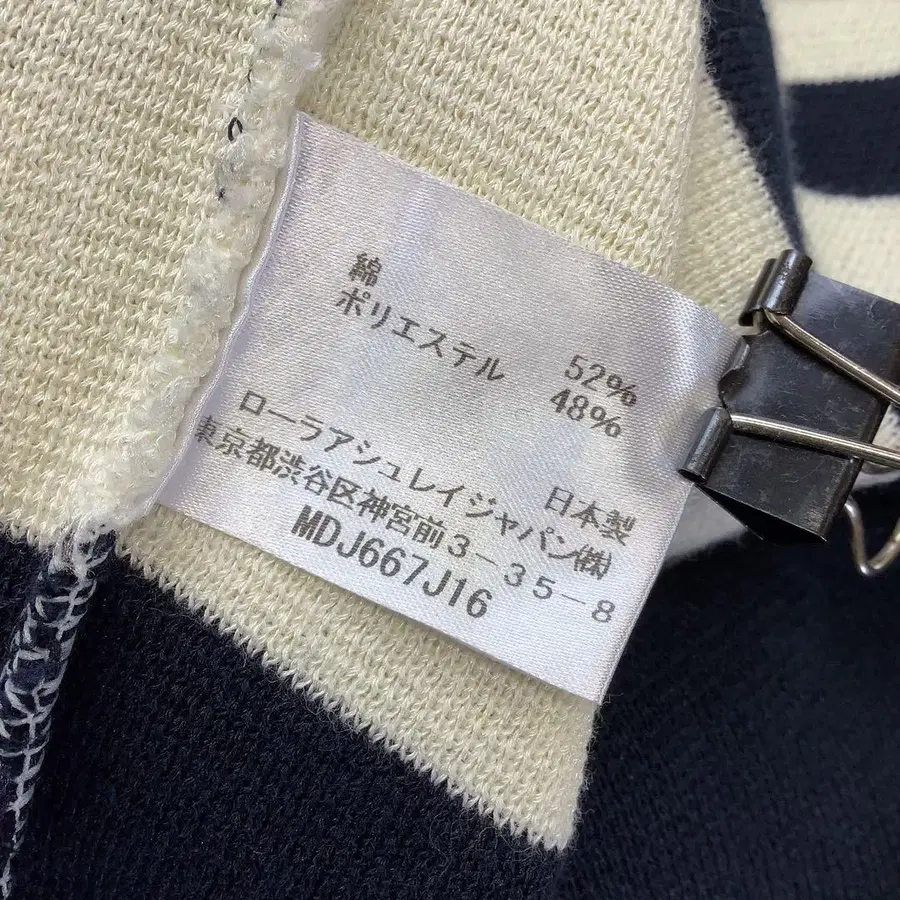 綿 52%
ポリエステル 48%
日本製
ローラアシュレイジャパン㈱
東京都渋谷区神宮前3-35-8
MDJ667J16